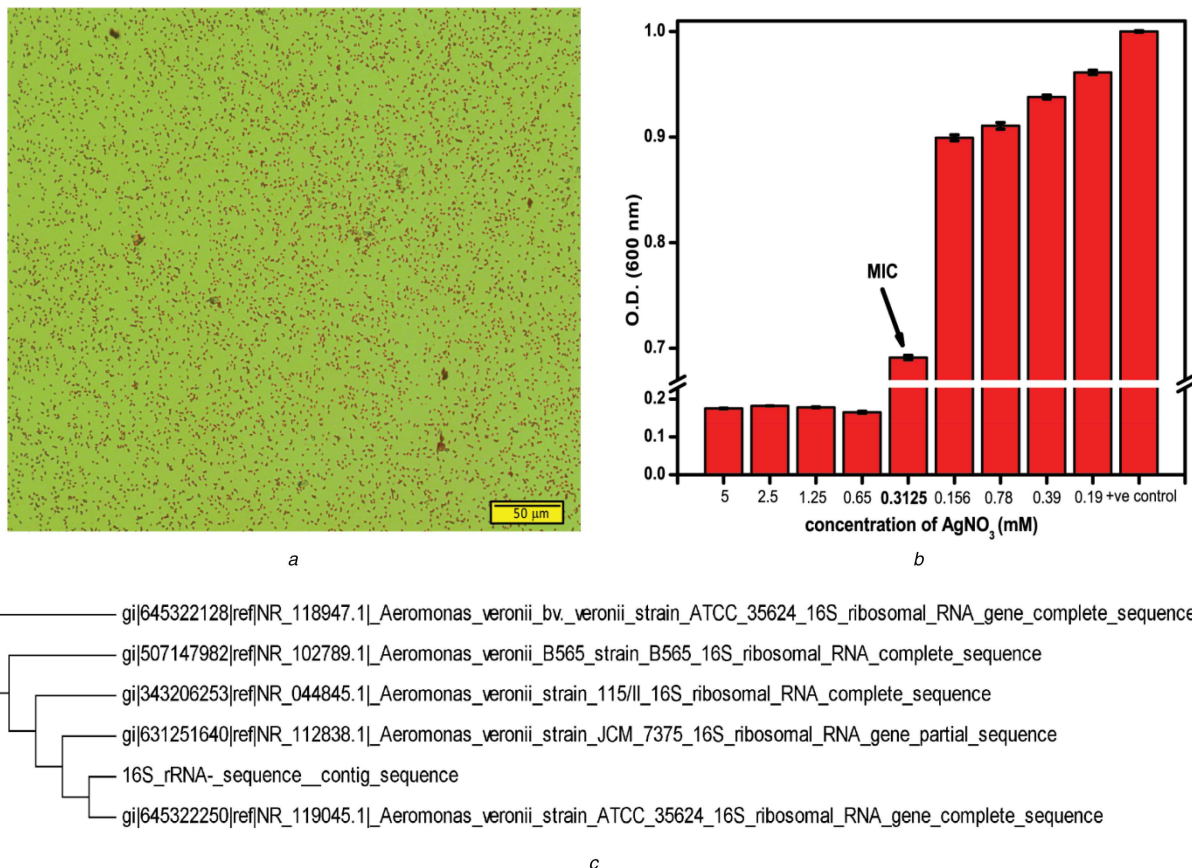 50 µm
a
1.0
0.9
0.8
0.7
0.2
0.1
0.0
O.D. (600 nm)
MIC
5 2.5 1.25 0.65 0.3125 0.156 0.78 0.39 0.19 +ve control
concentration of AgNO₃ (mM)
b
gi|645322128|ref|NR_118947.1|_Aeromonas_veronii_bv._veronii_strain_ATCC_35624_16S_ribosomal_RNA_gene_complete_sequence
gi|507147982|ref|NR_102789.1|_Aeromonas_veronii_B565_strain_B565_16S_ribosomal_RNA_complete_sequence
gi|343206253|ref|NR_044845.1|_Aeromonas_veronii_strain_115/II_16S_ribosomal_RNA_complete_sequence
gi|631251640|ref|NR_112838.1|_Aeromonas_veronii_strain_JCM_7375_16S_ribosomal_RNA_gene_partial_sequence
16S_rRNA-_sequence__contig_sequence
gi|645322250|ref|NR_119045.1|_Aeromonas_veronii_strain_ATCC_35624_16S_ribosomal_RNA_gene_complete_sequence
c